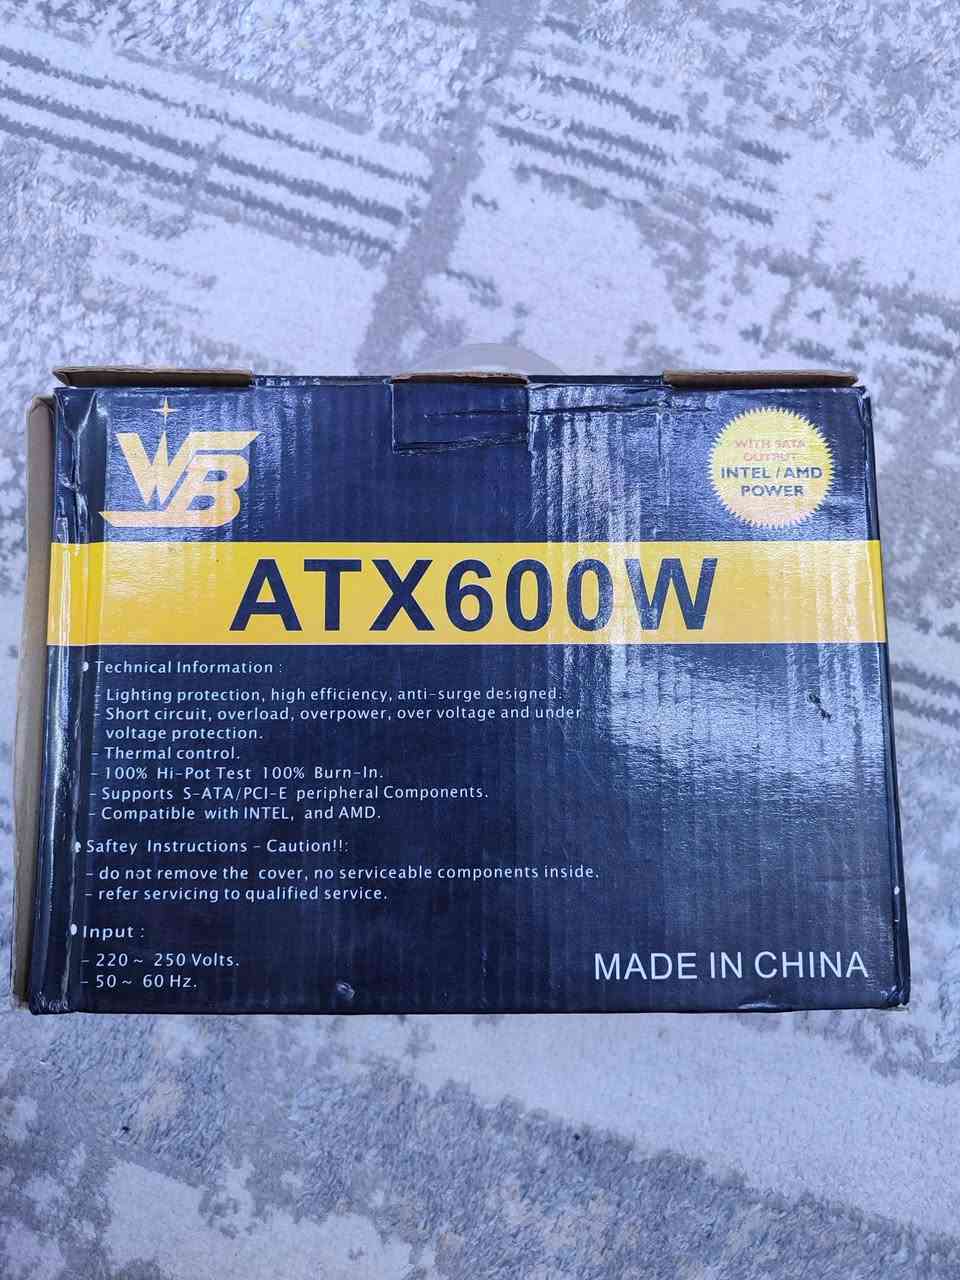 WB
WITH SATA
OUTPUT
INTEL / AMD
POWER
ATX600W
Technical Information :
- Lighting protection, high efficiency, anti-surge designed.
- Short circuit, overload, overpower, over voltage and under
voltage protection.
- Thermal control.
- 100% Hi-Pot Test 100% Burn-In.
- Supports S-ATA/PCI-E peripheral Components.
- Compatible with INTEL, and AMD.
Saftey Instructions - Caution!!:
- do not remove the cover, no serviceable components inside.
- refer servicing to qualified service.
Input :
- 220 ~ 250 Volts.
- 50 ~ 60 Hz.
MADE IN CHINA